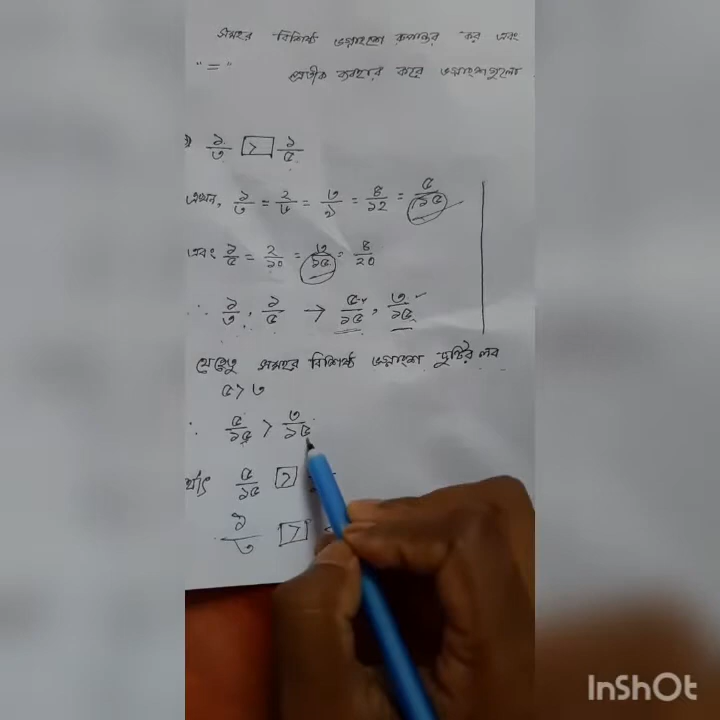 সমহর বিশিষ্ট ভগ্নাংশে রূপান্তর কর এবং
"=" প্রতীক ব্যবহার করে ভগ্নাংশগুলো
১/৩ > ১/৫
এখন, ১/৩ = ২/৬ = ৩/৯ = ৪/১২ = ৫/১৫
এবং ১/৫ = ২/১০ = ৩/১৫ = ৪/২০
∴ ১/৩, ১/৫ → ৫/১৫, ৩/১৫
যেহেতু সমহর বিশিষ্ট ভগ্নাংশ দুটির লব
৫ > ৩
∴ ৫/১৫ > ৩/১৫
র্থাৎ ৫/১৫ >
১/৩ >
InShOt